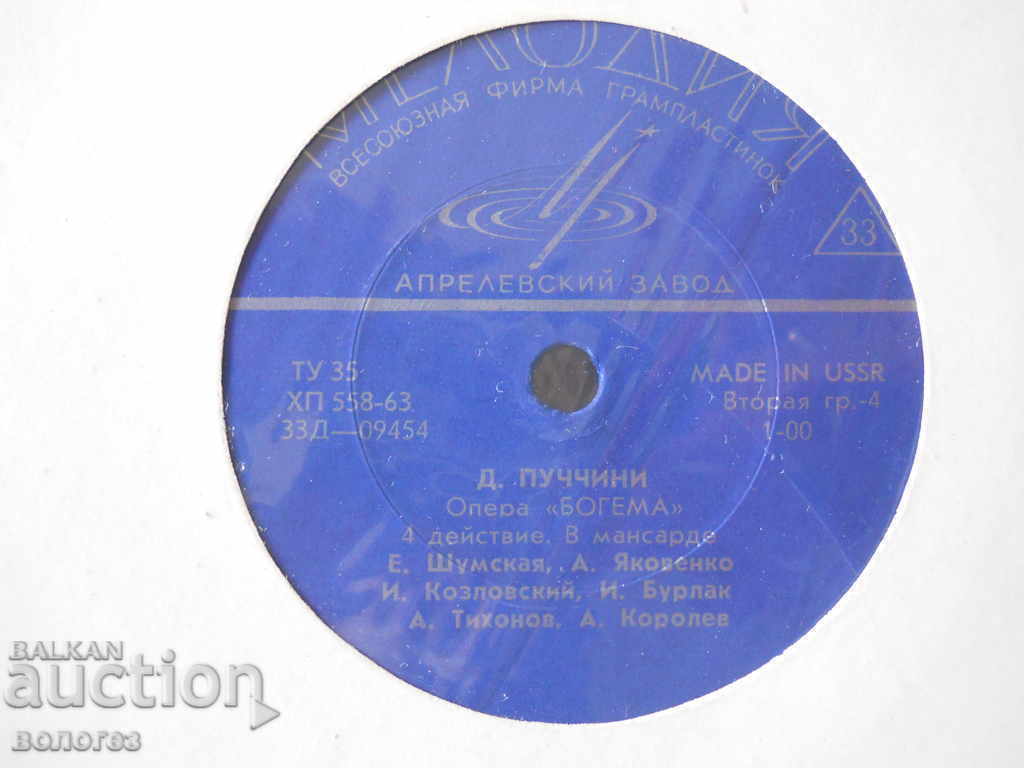 МЕЛОДИЯ
ВСЕСОЮЗНАЯ ФИРМА ГРАМПЛАСТИНОК
33
АПРЕЛЕВСКИЙ ЗАВОД
ТУ 35
ХП 558-63
33Д—09454
MADE IN USSR
Вторая гр.-4
1-00
Д. ПУЧЧИНИ
Опера «БОГЕМА»
4 действие. В мансарде
Е. Шумская, А. Яковенко
И. Козловский, И. Бурлак
А. Тихонов, А. Королев
BALKAN
auction
волог63